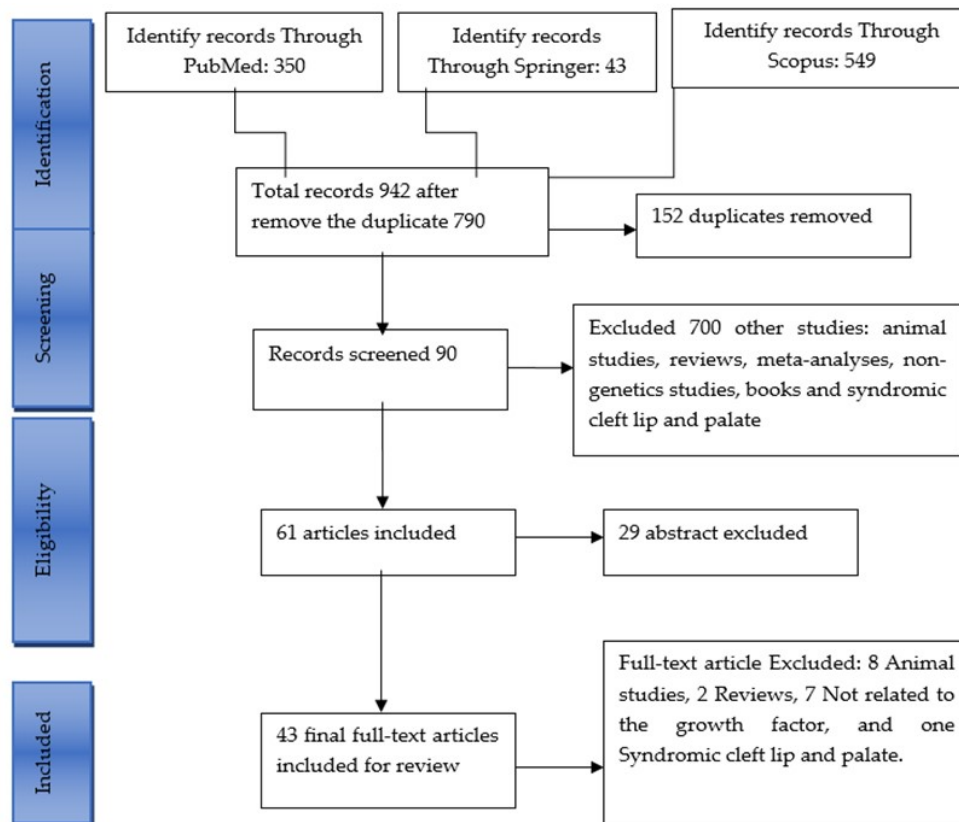 Identification
Identify records Through
PubMed: 350
Identify records
Through Springer: 43
Identify records Through
Scopus: 549
Total records 942 after
remove the duplicate 790
152 duplicates removed
Screening
Records screened 90
Excluded 700 other studies: animal
studies, reviews, meta-analyses, non-
genetics studies, books and syndromic
cleft lip and palate
Eligibility
61 articles included
29 abstract excluded
Included
43 final full-text articles
included for review
Full-text article Excluded: 8 Animal
studies, 2 Reviews, 7 Not related to
the growth factor, and one
Syndromic cleft lip and palate.